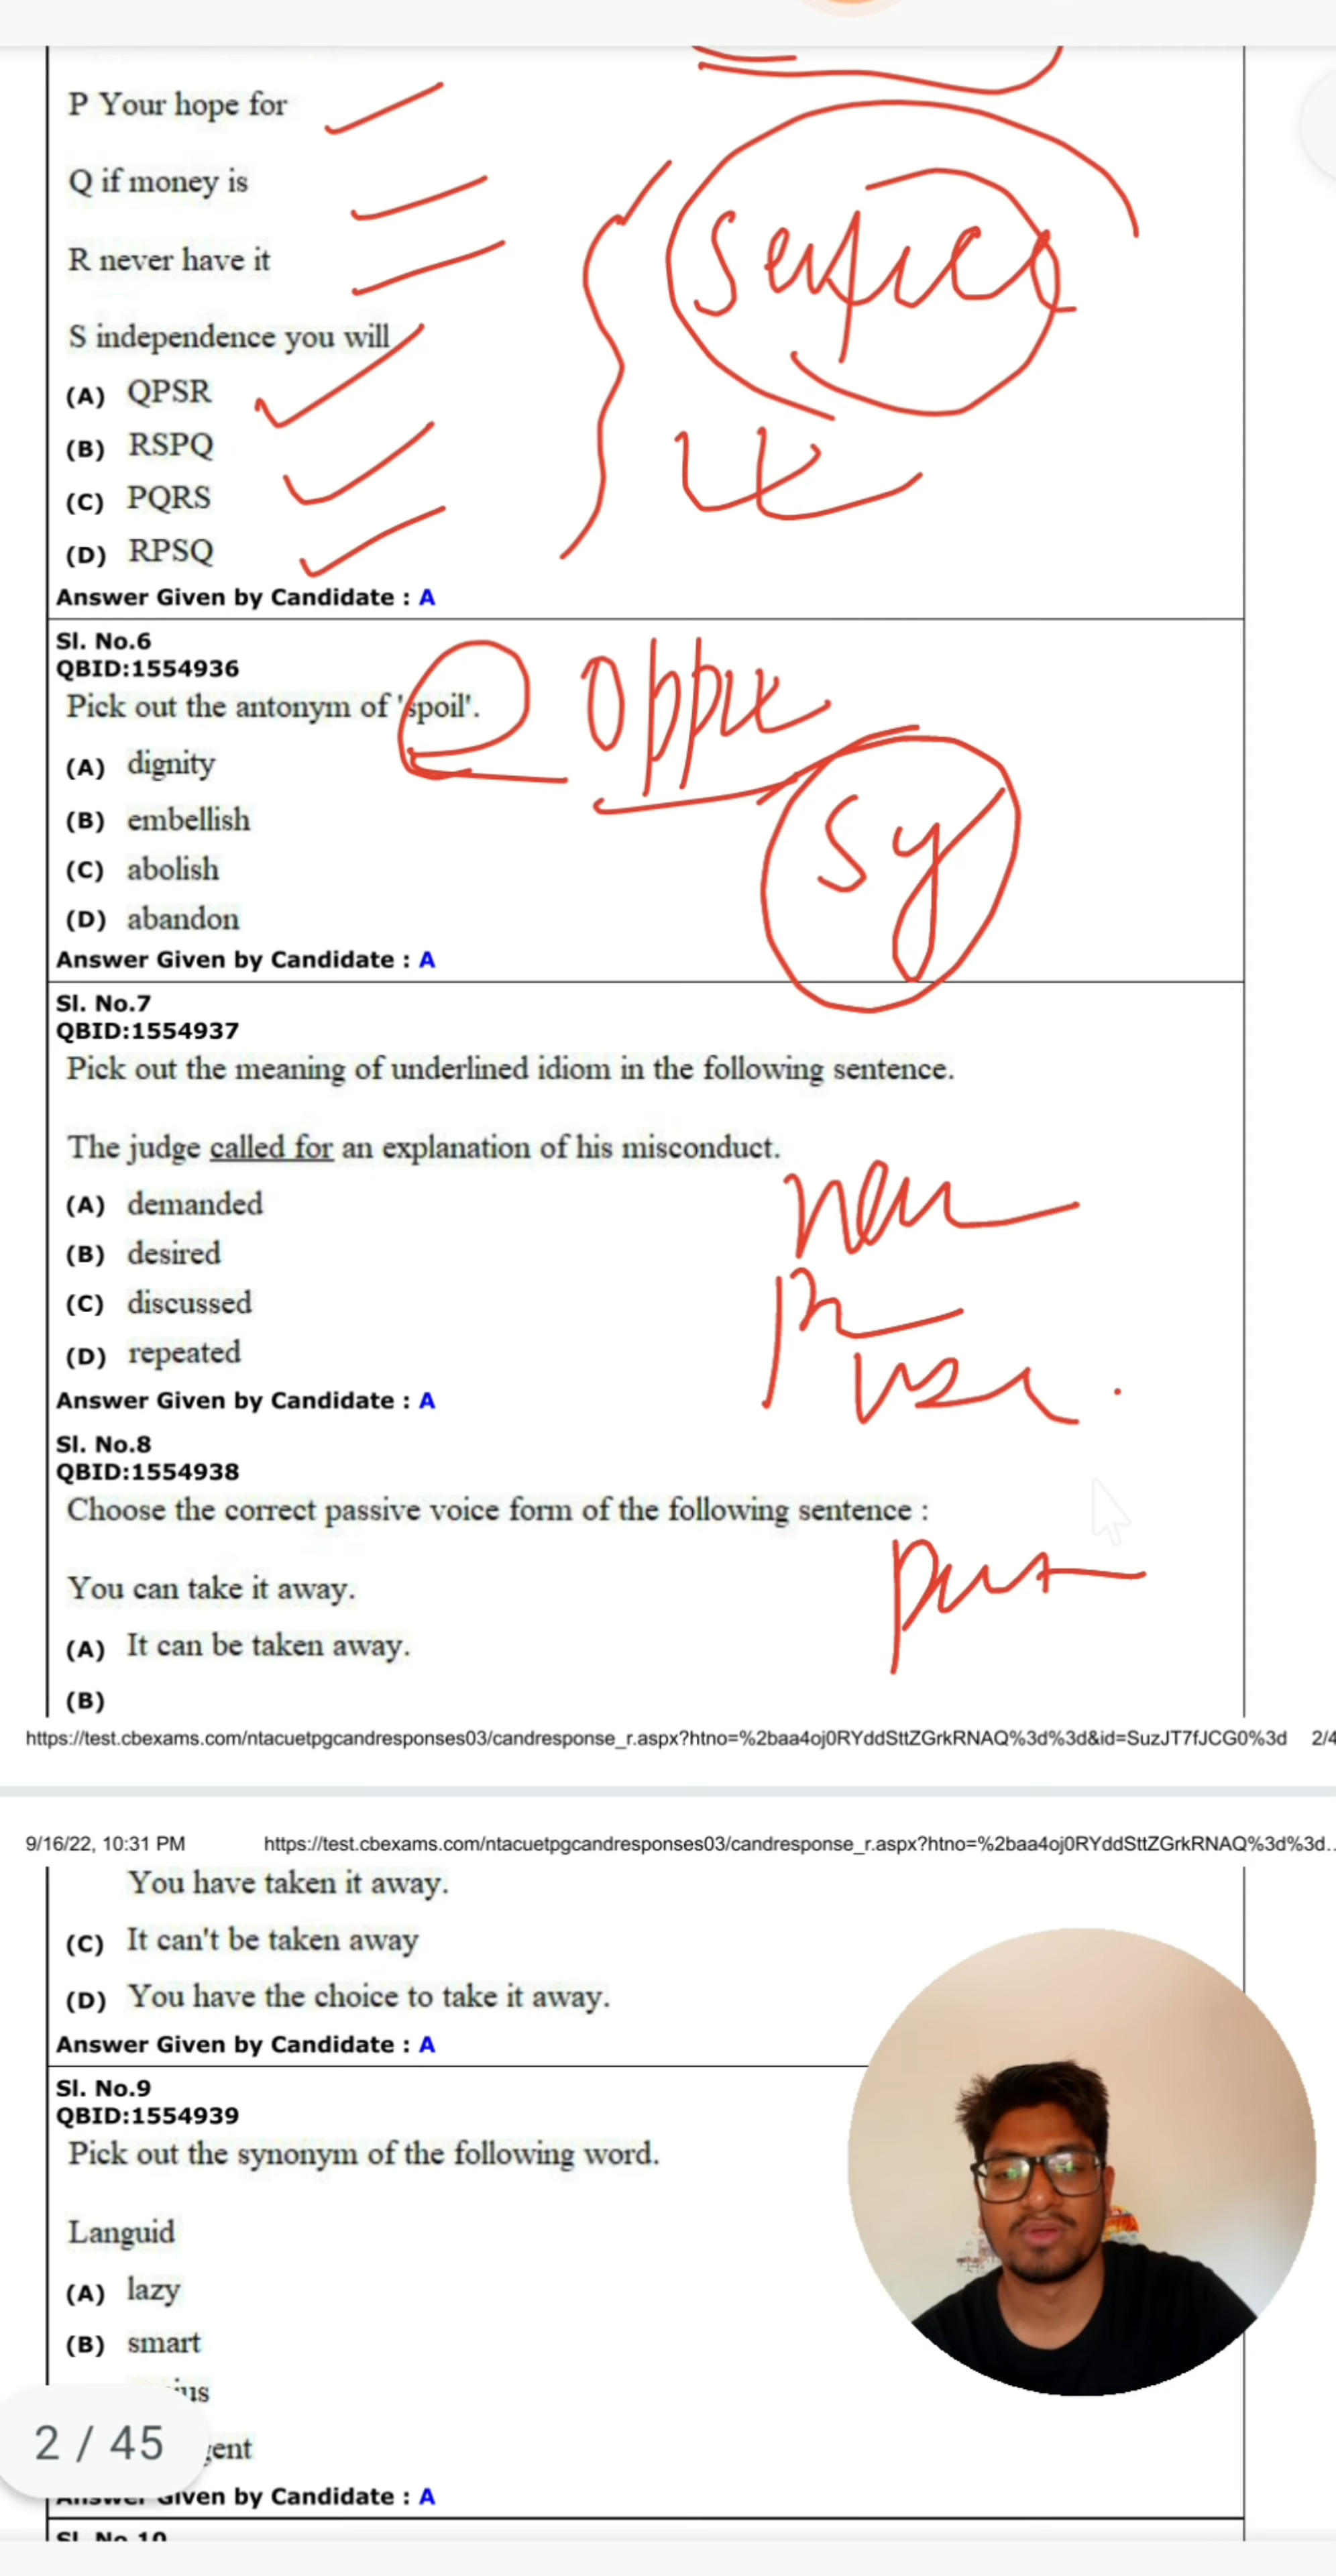 P Your hope for
Q if money is
R never have it
S independence you will
(A) QPSR
(B) RSPQ
(C) PQRS
(D) RPSQ
Answer Given by Candidate : A
Sl. No.6
QBID:1554936
Pick out the antonym of 'spoil'.
(A) dignity
(B) embellish
(C) abolish
(D) abandon
Answer Given by Candidate : A
Sy
Sl. No.7
QBID:1554937
Pick out the meaning of underlined idiom in the following sentence.
The judge called for an explanation of his misconduct.
(A) demanded
(B) desired
(C) discussed
(D) repeated
Answer Given by Candidate : A
Sl. No.8
QBID:1554938
Choose the correct passive voice form of the following sentence :
You can take it away.
(A) It can be taken away.
(B)
https://test.cbexams.com/ntacuetpgcandresponses03/candresponse_r.aspx?htno=%2baa4oj0RYddSttZGrkRNAQ%3d%3d&id=SuzJT7fJCG0%3d 2/4
9/16/22, 10:31 PM https://test.cbexams.com/ntacuetpgcandresponses03/candresponse_r.aspx?htno=%2baa4oj0RYddSttZGrkRNAQ%3d%3d...
You have taken it away.
(C) It can't be taken away
(D) You have the choice to take it away.
Answer Given by Candidate : A
Sl. No.9
QBID:1554939
Pick out the synonym of the following word.
Languid
(A) lazy
(B) smart
2 / 45
Answer Given by Candidate : A
Sl. No.10